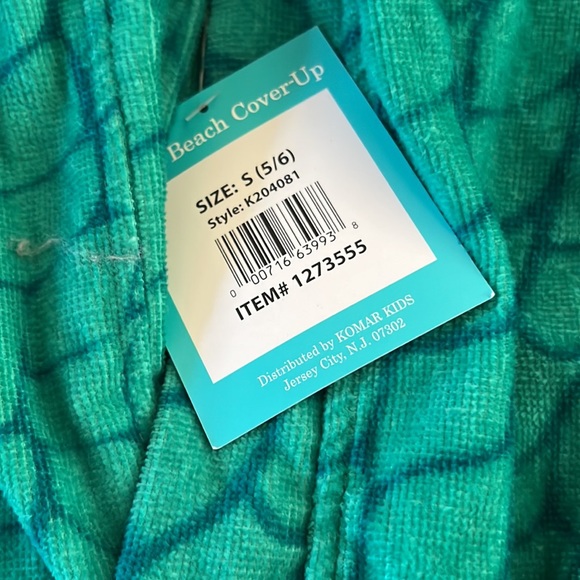 Beach Cover-Up
SIZE: S (5/6)
Style: K204081
0 00716 63993 8
ITEM# 1273555
Distributed by KOMAR KIDS
Jersey City, N.J. 07302